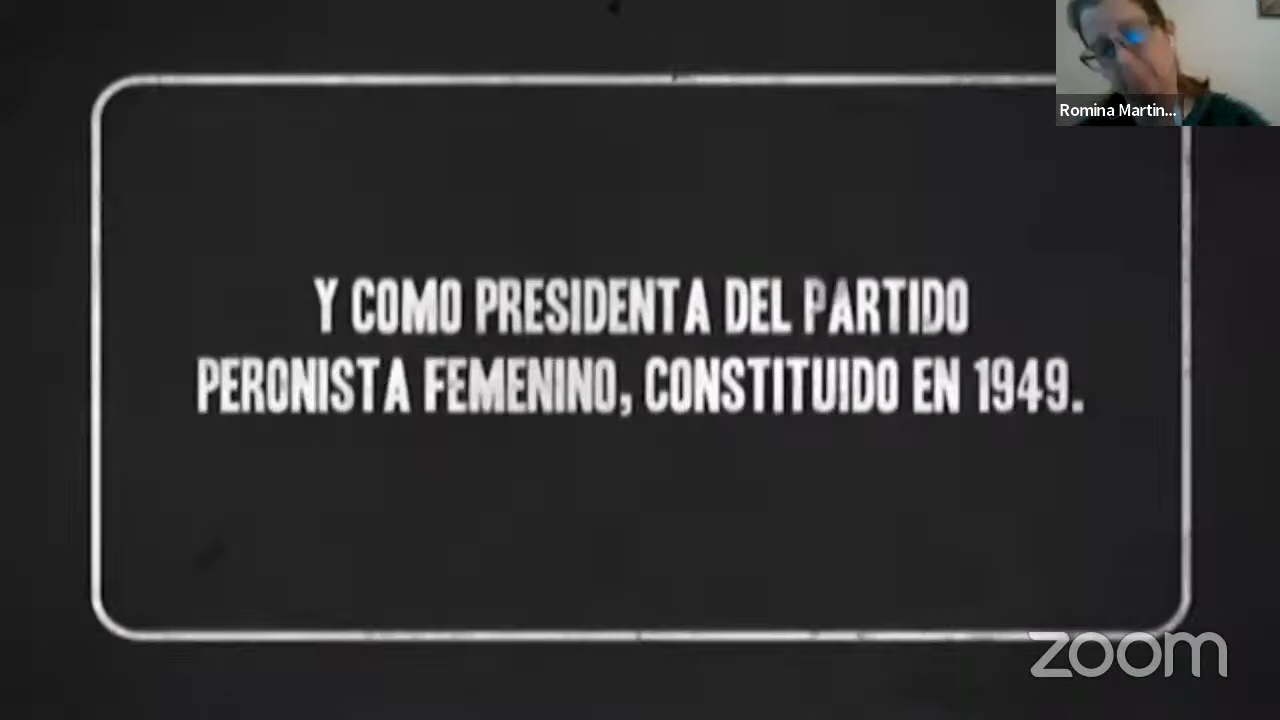 Romina Martin...
Y COMO PRESIDENTA DEL PARTIDO
PERONISTA FEMENINO, CONSTITUIDO EN 1949.
zoom